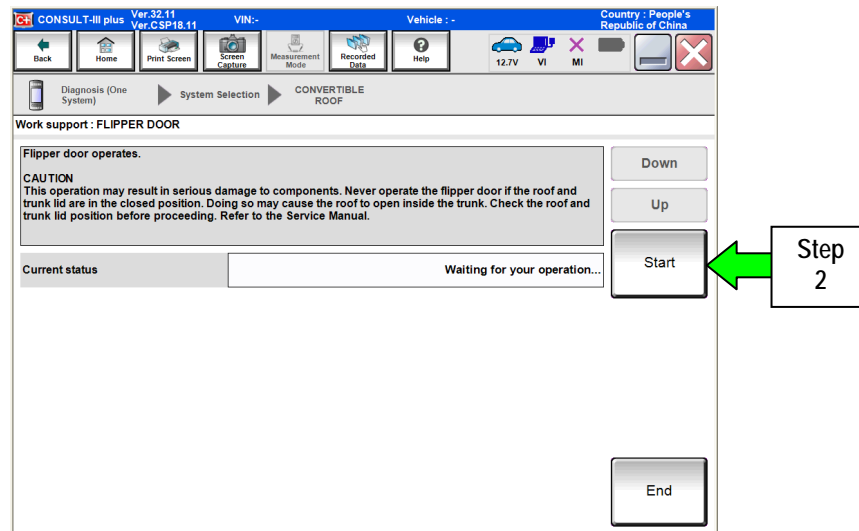 C+ CONSULT-III plus Ver.32.11 VIN:- Vehicle : - Country : People's
Ver.CSP18.11 Republic of China
Back Home Print Screen Screen Capture Measurement Mode Recorded Data Help 12.7V VI MI
Diagnosis (One System) System Selection CONVERTIBLE ROOF
Work support : FLIPPER DOOR
Flipper door operates.
CAUTION
This operation may result in serious damage to components. Never operate the flipper door if the roof and
trunk lid are in the closed position. Doing so may cause the roof to open inside the trunk. Check the roof and
trunk lid position before proceeding. Refer to the Service Manual.
Down
Up
Current status Waiting for your operation...
Start
Step
2
End